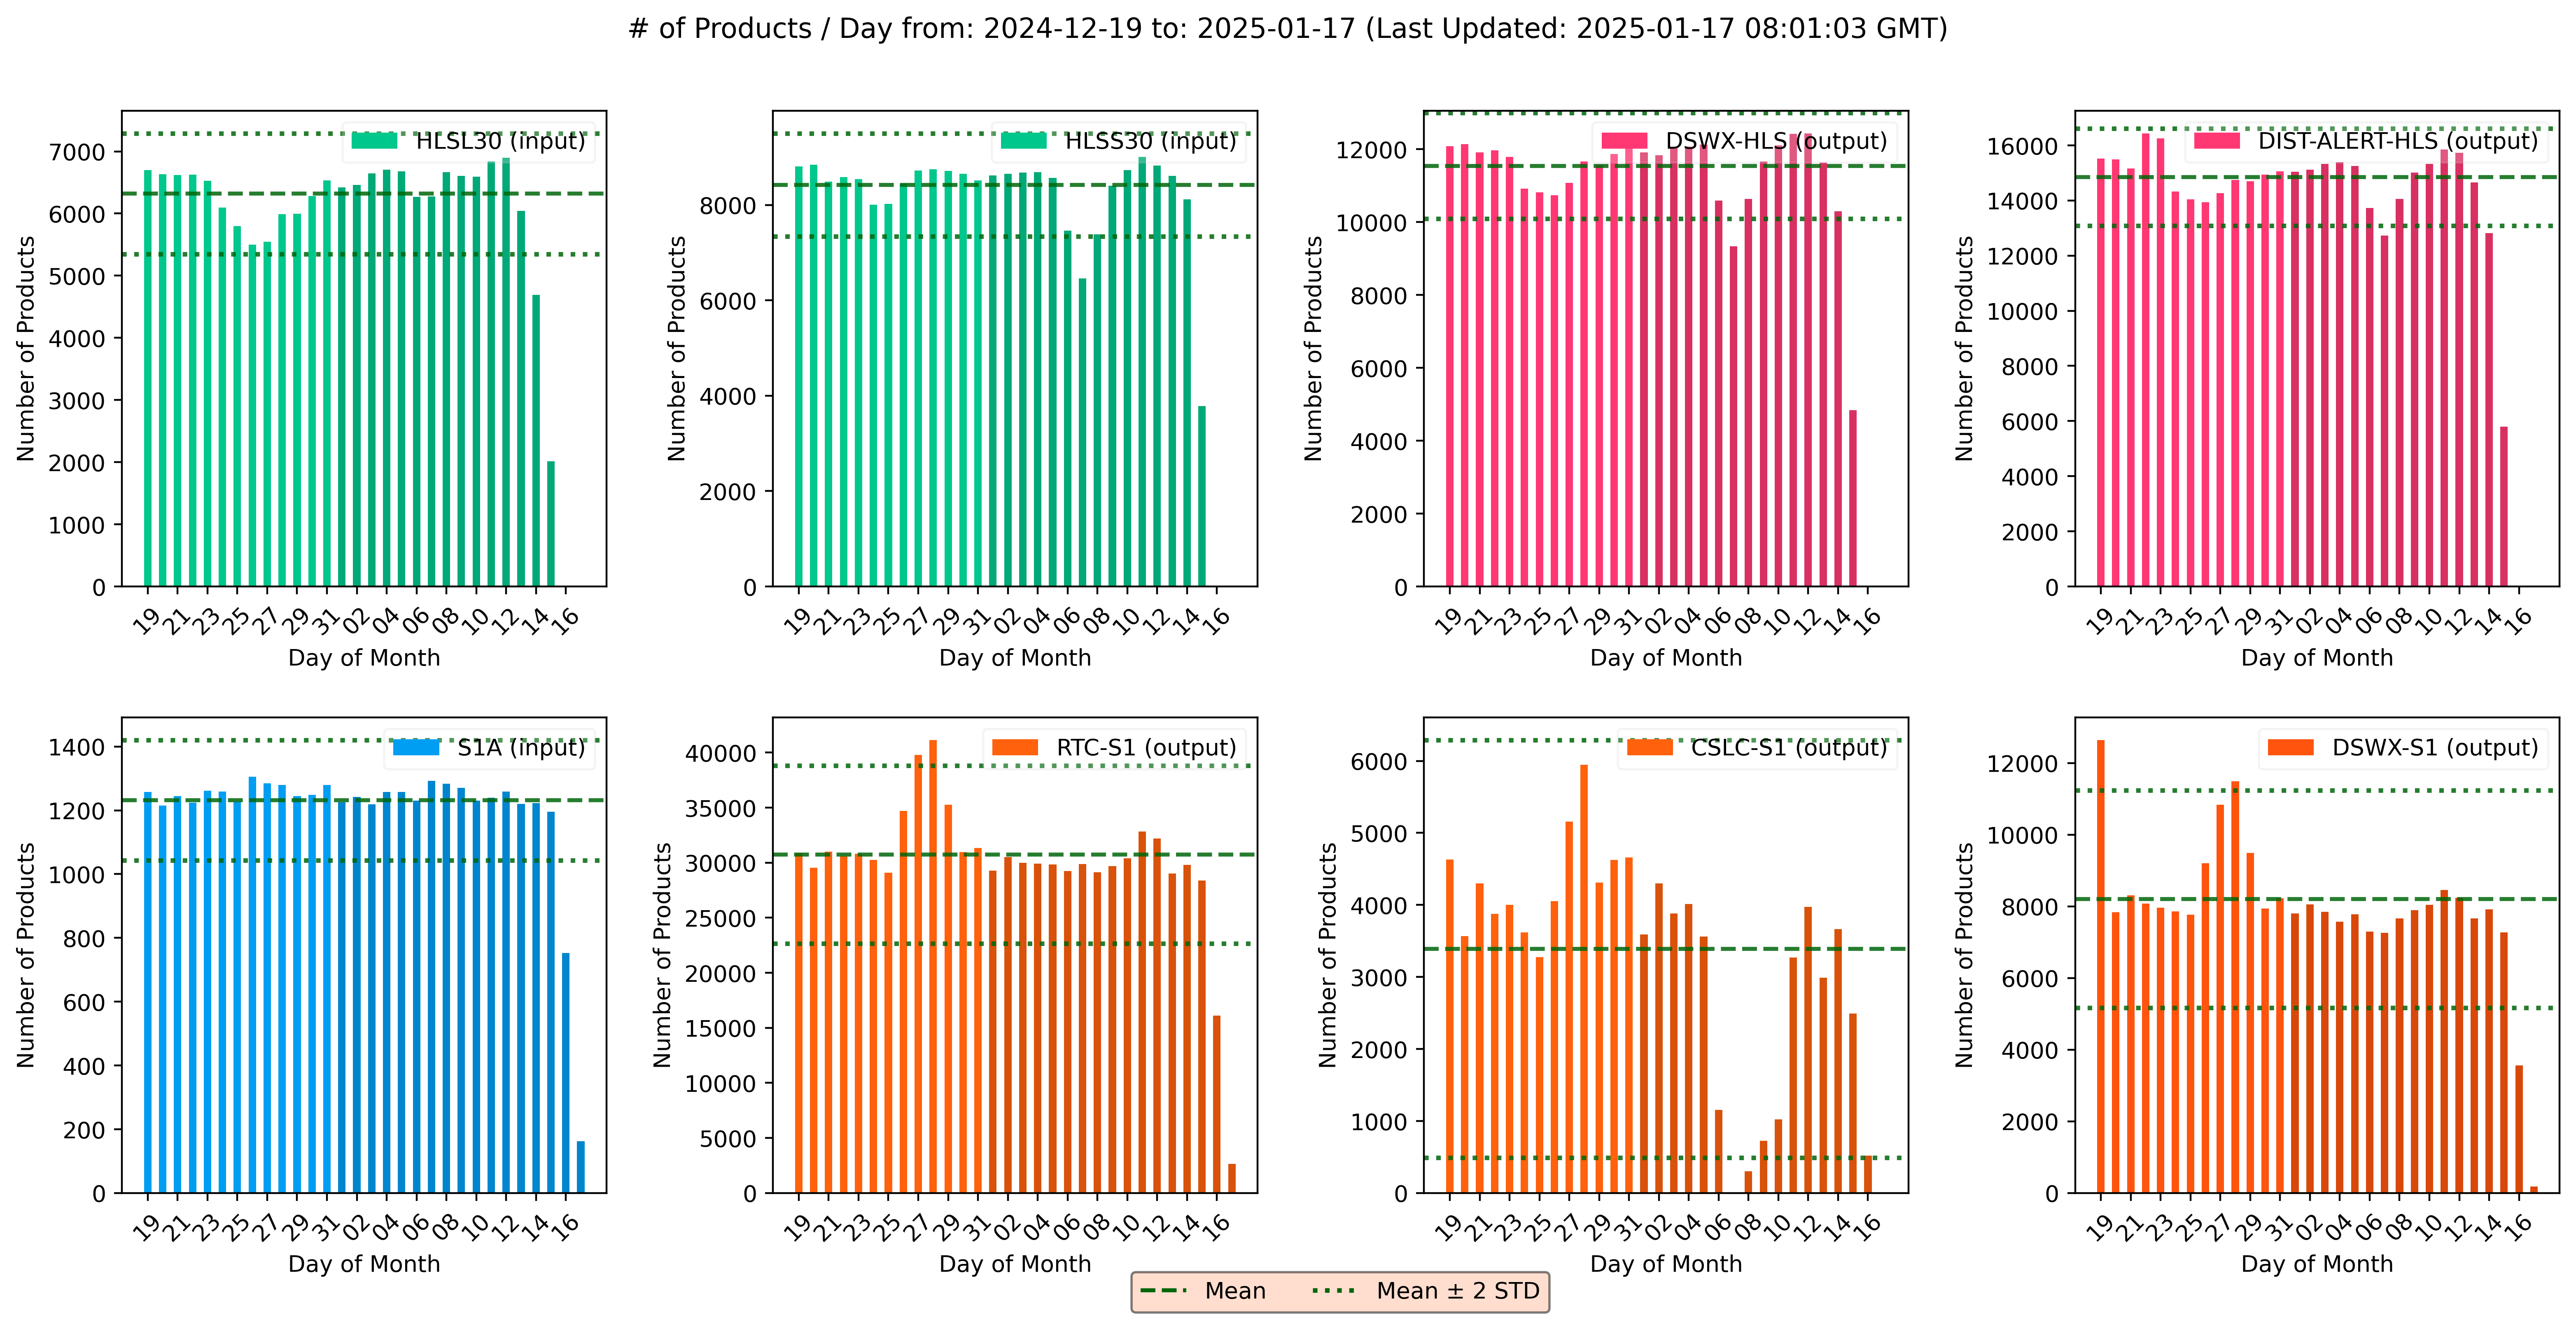 # of Products / Day from: 2024-12-19 to: 2025-01-17 (Last Updated: 2025-01-17 08:01:03 GMT)
HLSL30 (input)
Number of Products
7000
6000
5000
4000
3000
2000
1000
0
19 21 23 25 27 29 31 02 04 06 08 10 12 14 16
Day of Month
HLSS30 (input)
Number of Products
8000
6000
4000
2000
0
19 21 23 25 27 29 31 02 04 06 08 10 12 14 16
Day of Month
DSWX-HLS (output)
Number of Products
12000
10000
8000
6000
4000
2000
0
19 21 23 25 27 29 31 02 04 06 08 10 12 14 16
Day of Month
DIST-ALERT-HLS (output)
Number of Products
16000
14000
12000
10000
8000
6000
4000
2000
0
19 21 23 25 27 29 31 02 04 06 08 10 12 14 16
Day of Month
S1A (input)
Number of Products
1400
1200
1000
800
600
400
200
0
19 21 23 25 27 29 31 02 04 06 08 10 12 14 16
Day of Month
RTC-S1 (output)
Number of Products
40000
35000
30000
25000
20000
15000
10000
5000
0
19 21 23 25 27 29 31 02 04 06 08 10 12 14 16
Day of Month
CSLC-S1 (output)
Number of Products
6000
5000
4000
3000
2000
1000
0
19 21 23 25 27 29 31 02 04 06 08 10 12 14 16
Day of Month
DSWX-S1 (output)
Number of Products
12000
10000
8000
6000
4000
2000
0
19 21 23 25 27 29 31 02 04 06 08 10 12 14 16
Day of Month
Mean
Mean ± 2 STD